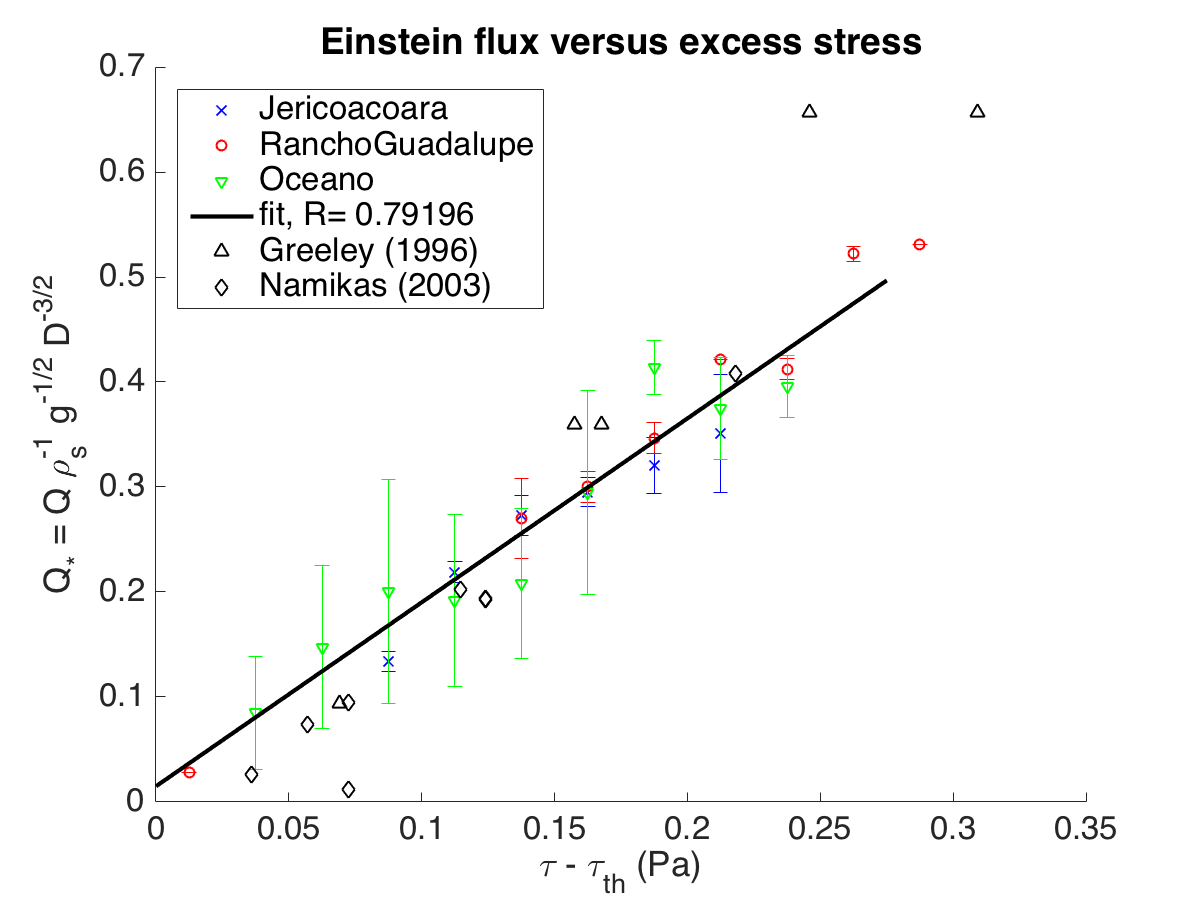 Einstein flux versus excess stress
0.7
0.6
0.5
0.4
0.3
0.2
0.1
0
Q* = Q ρs^-1 g^-1/2 D^-3/2
Jericoacoara
RanchoGuadalupe
Oceano
fit, R= 0.79196
Greeley (1996)
Namikas (2003)
0 0.05 0.1 0.15 0.2 0.25 0.3 0.35
τ - τth (Pa)